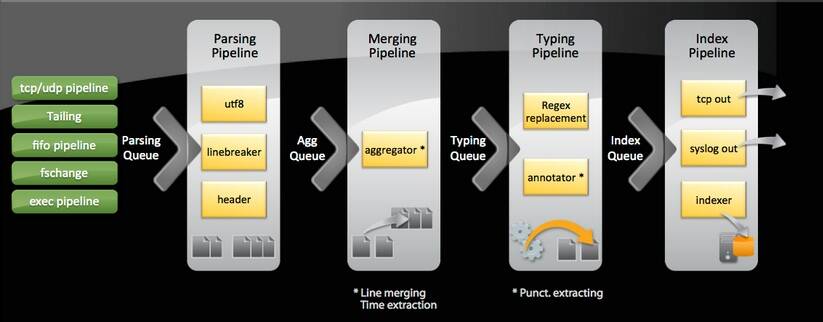 Parsing
Pipeline
Merging
Pipeline
Typing
Pipeline
Index
Pipeline
tcp/udp pipeline
Tailing
fifo pipeline
fschange
exec pipeline
Parsing
Queue
utf8
linebreaker
header
Agg
Queue
aggregator *
Typing
Queue
Regex
replacement
annotator *
Index
Queue
tcp out
syslog out
indexer
* Line merging
Time extraction
* Punct. extracting